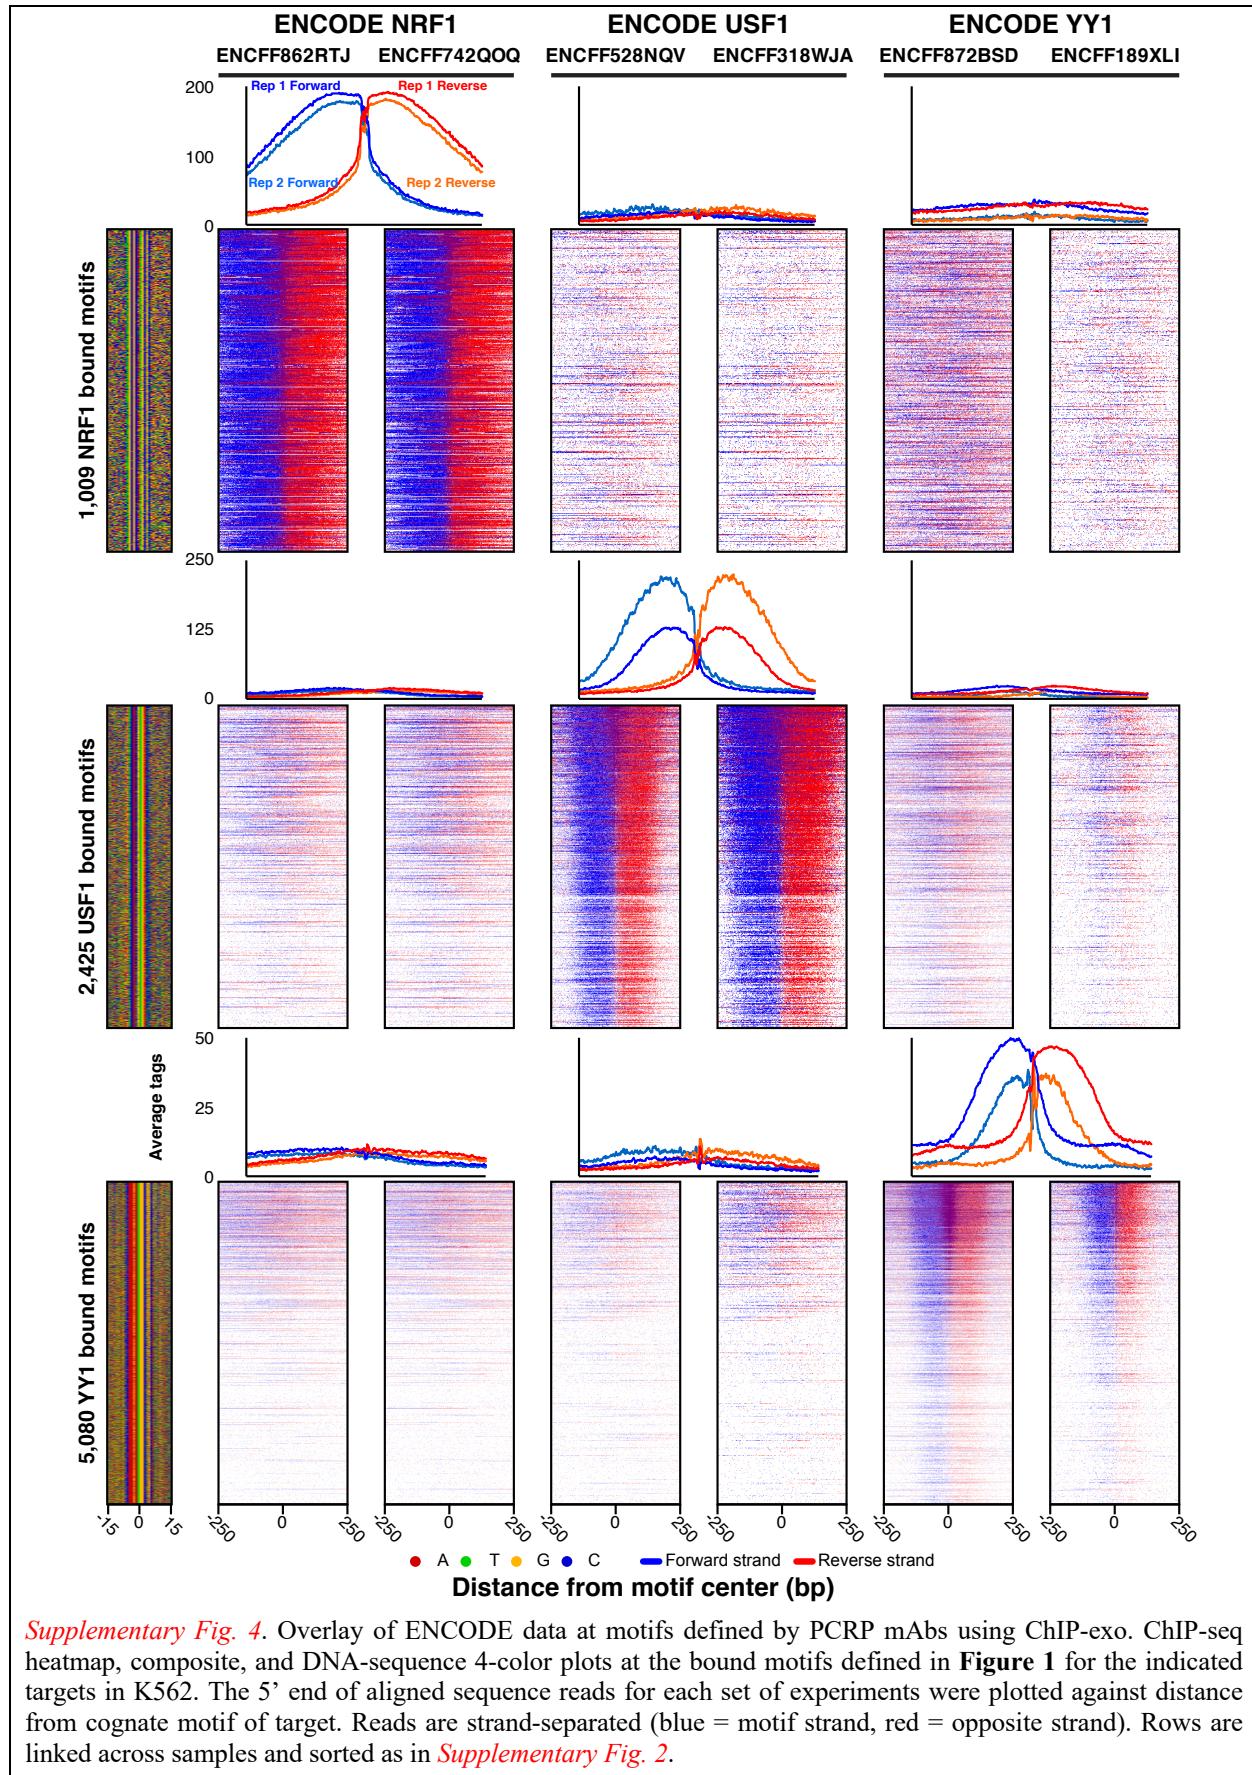 ENCODE NRF1 ENCODE USF1 ENCODE YY1
ENCFF862RTJ ENCFF742QOQ ENCFF528NQV ENCFF318WJA ENCFF872BSD ENCFF189XLI
200
100
0
Rep 1 Forward Rep 1 Reverse
Rep 2 Forward Rep 2 Reverse
1,009 NRF1 bound motifs
250
125
0
2,425 USF1 bound motifs
50
25
0
Average tags
5,080 YY1 bound motifs
-15 0 15 -250 0 250 -250 0 250 -250 0 250 -250 0 250 -250 0 250 -250 0 250
A T G C Forward strand Reverse strand
Distance from motif center (bp)
Supplementary Fig. 4. Overlay of ENCODE data at motifs defined by PCRP mAbs using ChIP-exo. ChIP-seq
heatmap, composite, and DNA-sequence 4-color plots at the bound motifs defined in Figure 1 for the indicated
targets in K562. The 5’ end of aligned sequence reads for each set of experiments were plotted against distance
from cognate motif of target. Reads are strand-separated (blue = motif strand, red = opposite strand). Rows are
linked across samples and sorted as in Supplementary Fig. 2.